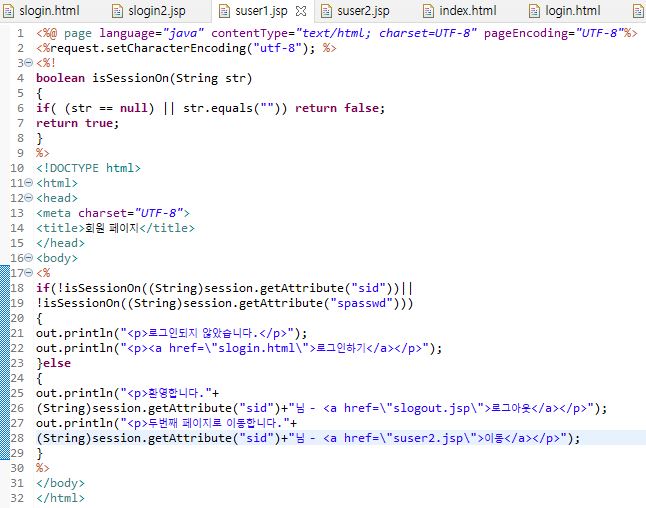 slogin.html slogin2.jsp suser1.jsp suser2.jsp index.html login.html
1 <%@ page language="java" contentType="text/html; charset=UTF-8" pageEncoding="UTF-8"%>
2 <%request.setCharacterEncoding("utf-8"); %>
3 <%!
4 boolean isSessionOn(String str)
5 {
6 if( (str == null) || str.equals("")) return false;
7 return true;
8 }
9 %>
10 <!DOCTYPE html>
11 <html>
12 <head>
13 <meta charset="UTF-8">
14 <title>회원 페이지</title>
15 </head>
16 <body>
17 <%
18 if(!isSessionOn((String)session.getAttribute("sid"))||
19 !isSessionOn((String)session.getAttribute("spasswd")))
20 {
21 out.println("<p>로그인되지 않았습니다.</p>");
22 out.println("<p><a href=\"slogin.html\">로그인하기</a></p>");
23 }else
24 {
25 out.println("<p>환영합니다."+
26 (String)session.getAttribute("sid")+"님 - <a href=\"slogout.jsp\">로그아웃</a></p>");
27 out.println("<p>두번째 페이지로 이동합니다."+
28 (String)session.getAttribute("sid")+"님 - <a href=\"suser2.jsp\">이동</a></p>");
29 }
30 %>
31 </body>
32 </html>